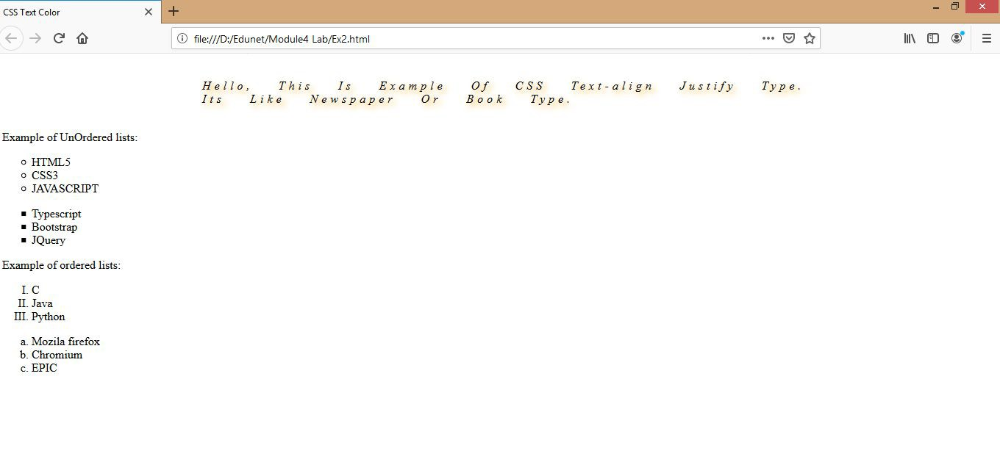 CSS Text Color
file:///D:/Edunet/Module4 Lab/Ex2.html
Hello, This Is Example Of CSS Text-align Justify Type.
Its Like Newspaper Or Book Type.
Example of UnOrdered lists:
HTML5
CSS3
JAVASCRIPT
Typescript
Bootstrap
JQuery
Example of ordered lists:
I. C
II. Java
III. Python
a. Mozila firefox
b. Chromium
c. EPIC